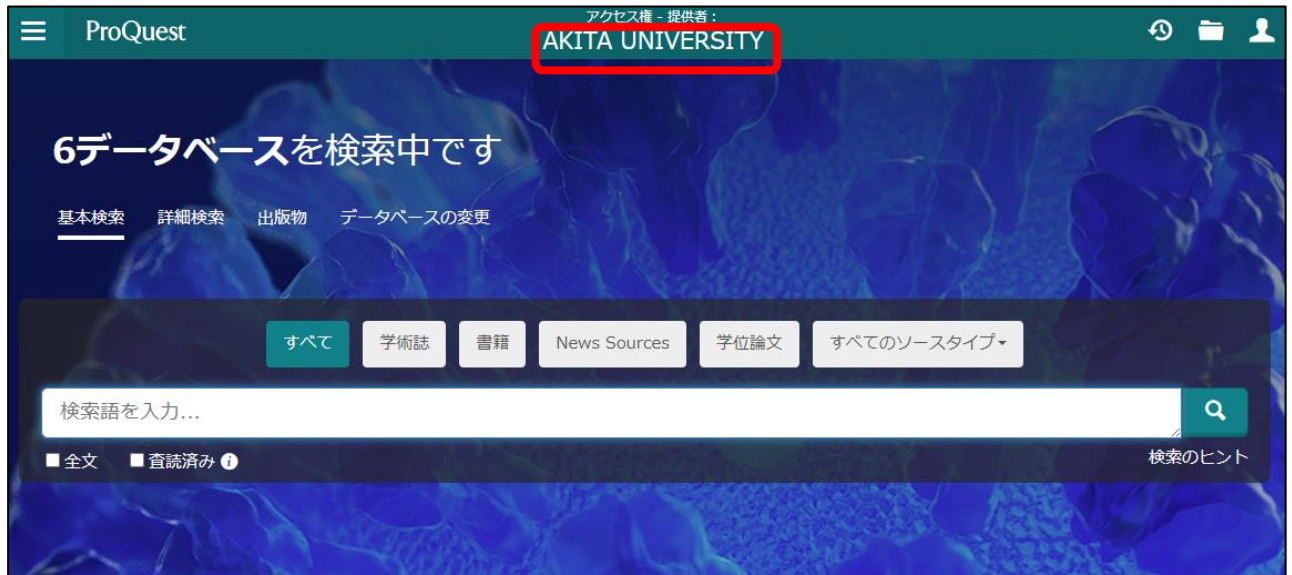 ProQuest
アクセス権 - 提供者：
AKITA UNIVERSITY
6データベースを検索中です
基本検索 詳細検索 出版物 データベースの変更
すべて 学術誌 書籍 News Sources 学位論文 すべてのソースタイプ
検索語を入力...
全文 査読済み
検索のヒント